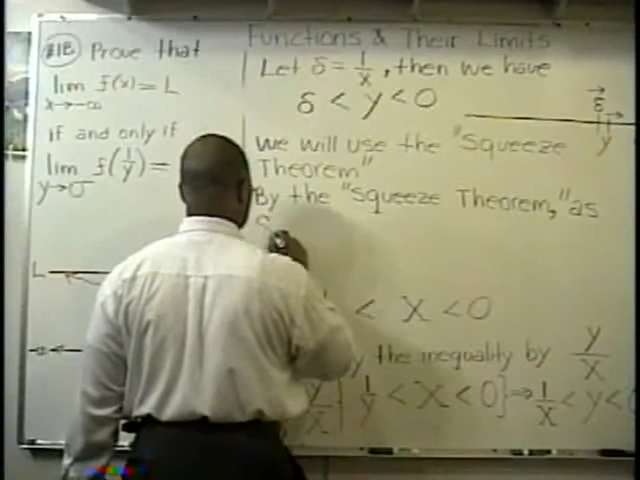 Functions & Their Limits
#1B Prove that
lim f(x) = L
x→-∞
if and only if
lim f(1/y) =
y→0⁻
L
0
Let δ = 1/x, then we have
δ < y < 0
δ
y
We will use the "Squeeze
Theorem"
By the "Squeeze Theorem," as
< X < 0
y the inequality by y/x
y/x [1/y < X < 0] ⇒ 1/x < y < 0